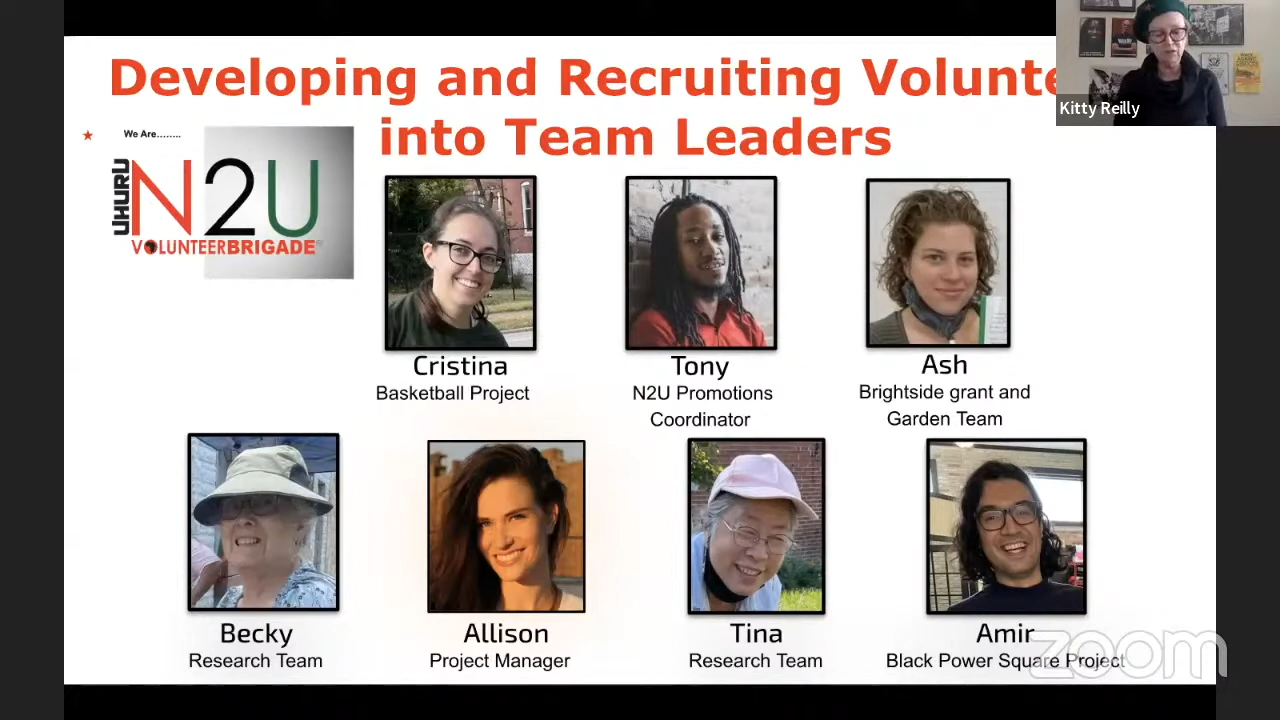 Developing and Recruiting Volunte
into Team Leaders
Kitty Reilly
We Are........
UHURU
N2U
VOLUNTEERBRIGADE
Cristina
Basketball Project
Tony
N2U Promotions
Coordinator
Ash
Brightside grant and
Garden Team
Becky
Research Team
Allison
Project Manager
Tina
Research Team
Amir
Black Power Square Project
zoom